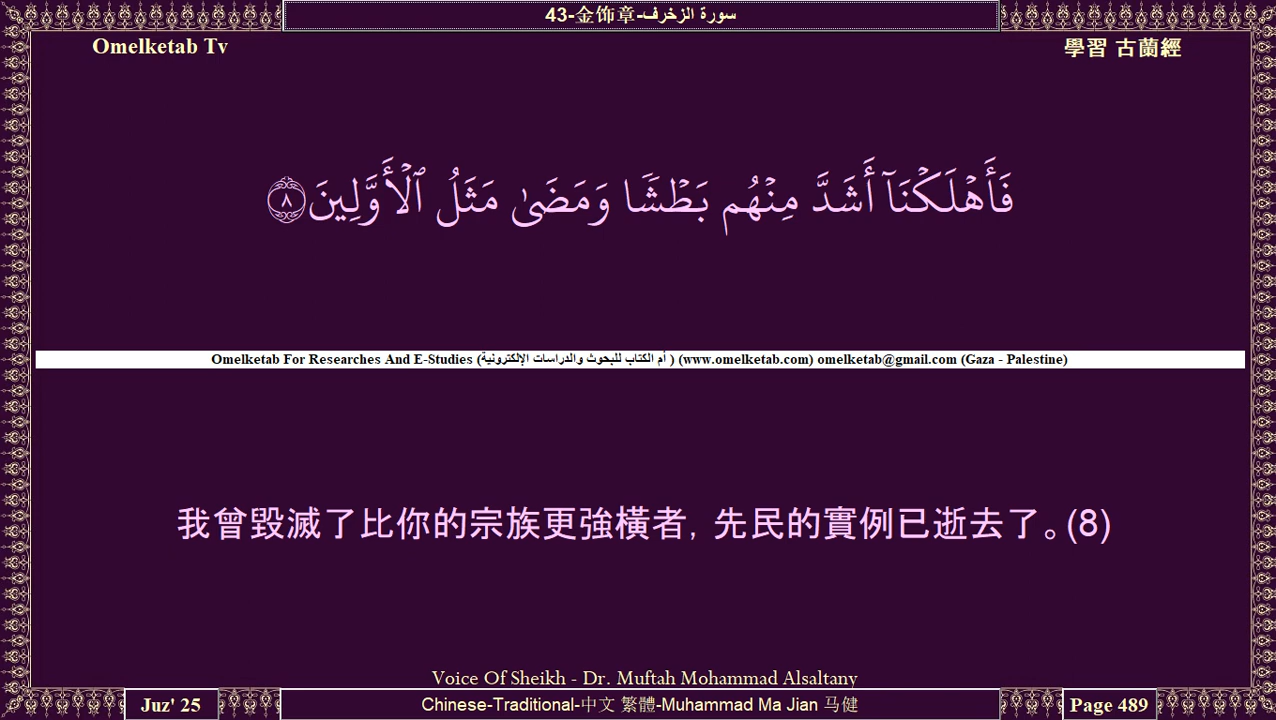 43-金饰章-سورة الزخرف
Omelketab Tv
學習 古蘭經
فَأَهۡلَكۡنَآ أَشَدَّ مِنۡهُم بَطۡشٗا وَمَضَىٰ مَثَلُ ٱلۡأَوَّلِينَ ٨
Omelketab For Researches And E-Studies (أم الكتاب للبحوث والدراسات الإلكترونية ) (www.omelketab.com) omelketab@gmail.com (Gaza - Palestine)
我曾毀滅了比你的宗族更強橫者，先民的實例已逝去了。(8)
Voice Of Sheikh - Dr. Muftah Mohammad Alsaltany
Juz' 25
Chinese-Traditional-中文 繁體-Muhammad Ma Jian 马健
Page 489